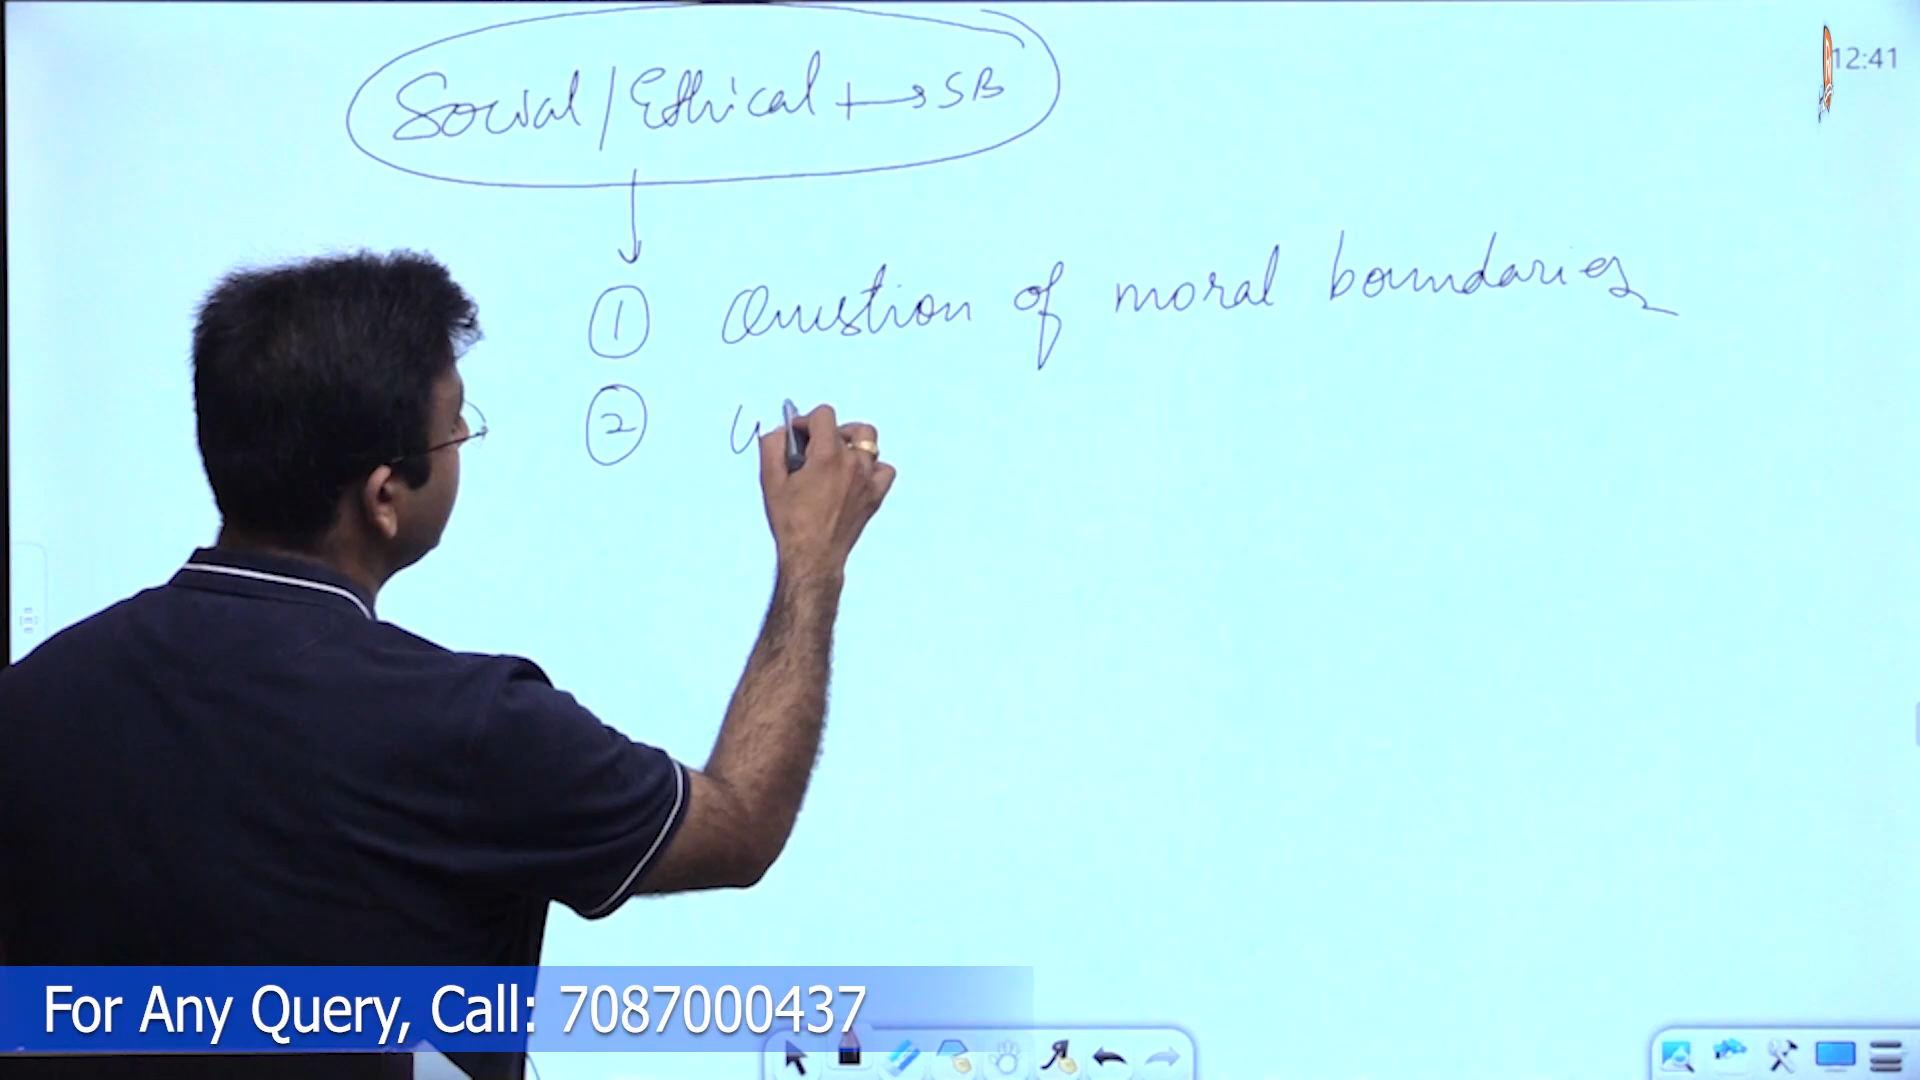 Social/Ethical → SB
12:41
① Question of moral boundaries
②
For Any Query, Call: 7087000437